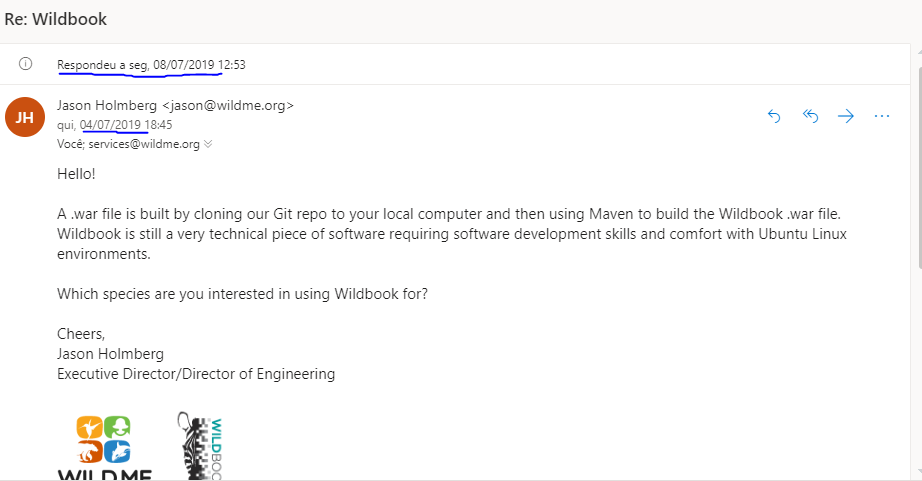 Re: Wildbook
Respondeu a seg, 08/07/2019 12:53
JH
Jason Holmberg <jason@wildme.org>
qui, 04/07/2019 18:45
Você; services@wildme.org
Hello!
A .war file is built by cloning our Git repo to your local computer and then using Maven to build the Wildbook .war file.
Wildbook is still a very technical piece of software requiring software development skills and comfort with Ubuntu Linux
environments.
Which species are you interested in using Wildbook for?
Cheers,
Jason Holmberg
Executive Director/Director of Engineering
WILD ME
WILDBOO